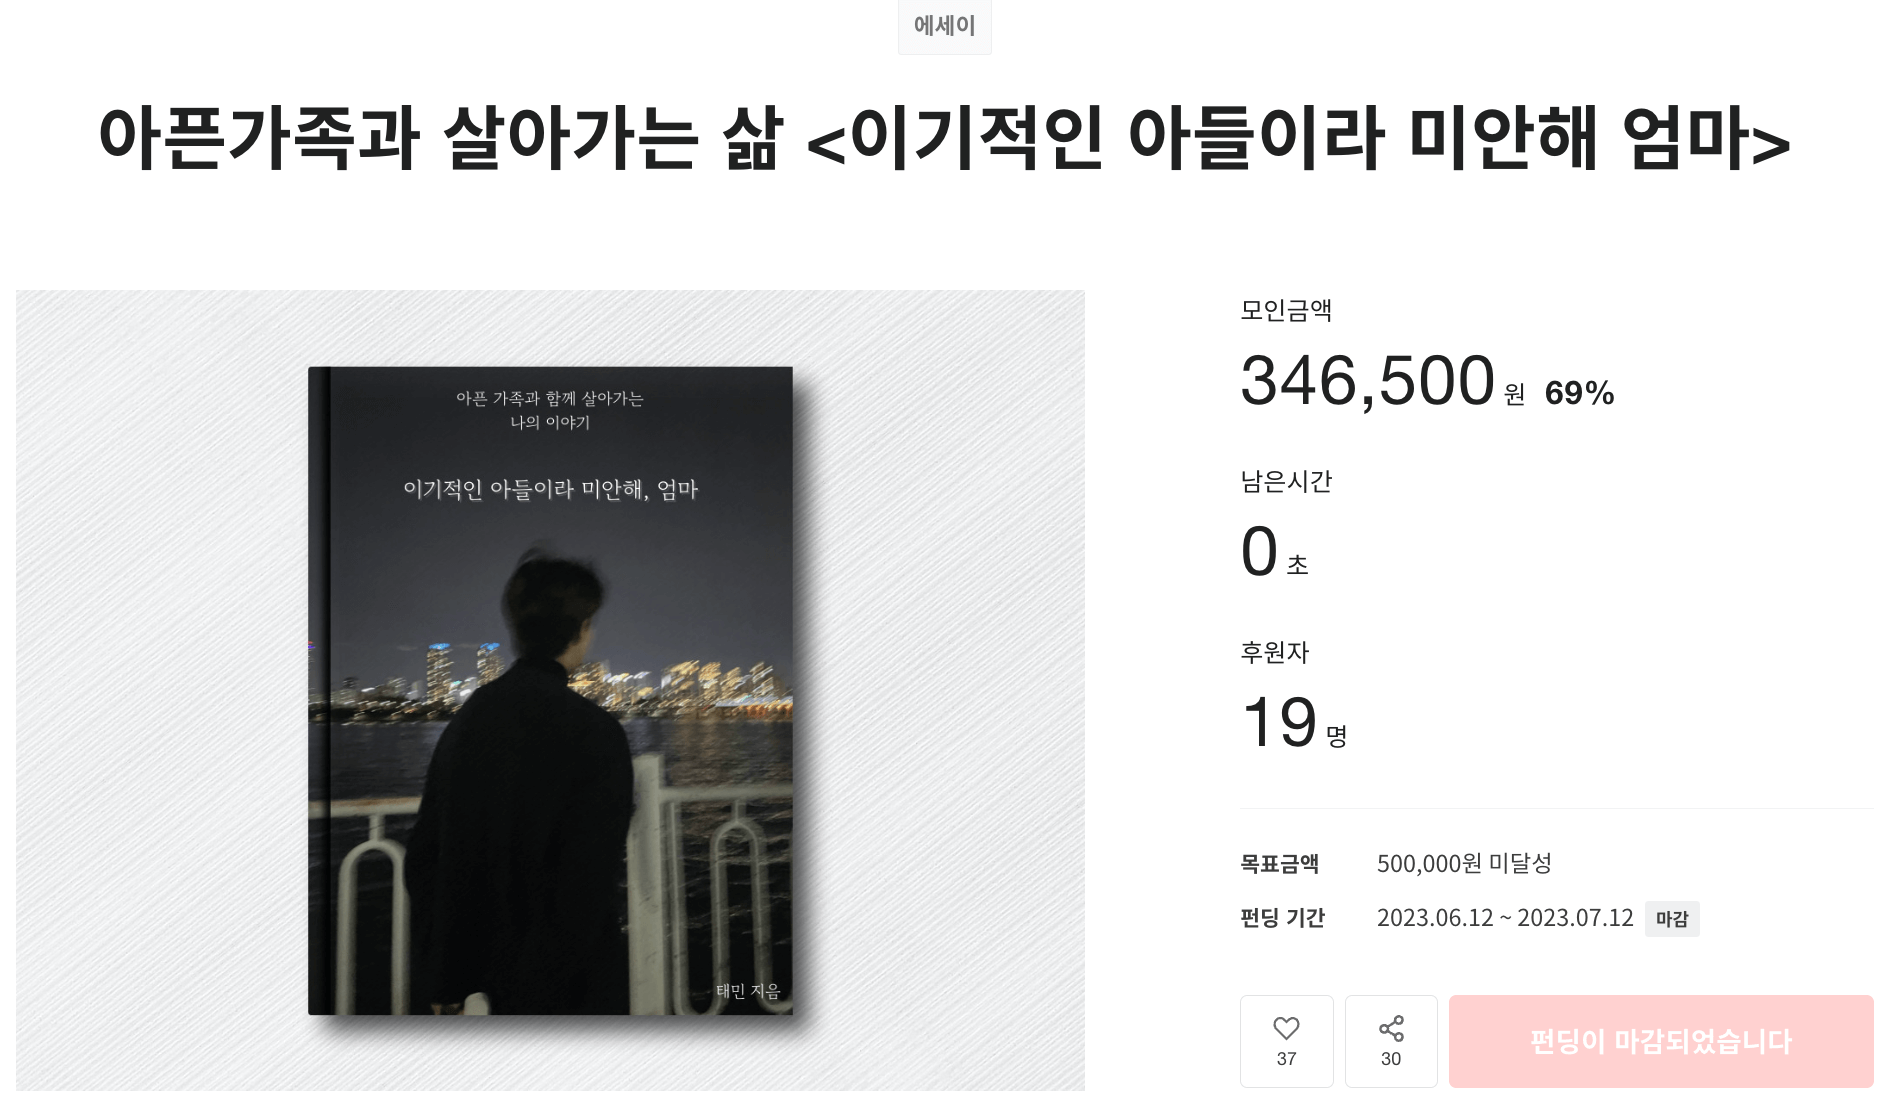 에세이
아픈가족과 살아가는 삶 <이기적인 아들이라 미안해 엄마>
아픈 가족과 함께 살아가는
나의 이야기
이기적인 아들이라 미안해, 엄마
태민 지음
모인금액
346,500 원 69%
남은시간
0 초
후원자
19 명
목표금액 500,000원 미달성
펀딩 기간 2023.06.12 ~ 2023.07.12 마감
37 30 펀딩이 마감되었습니다